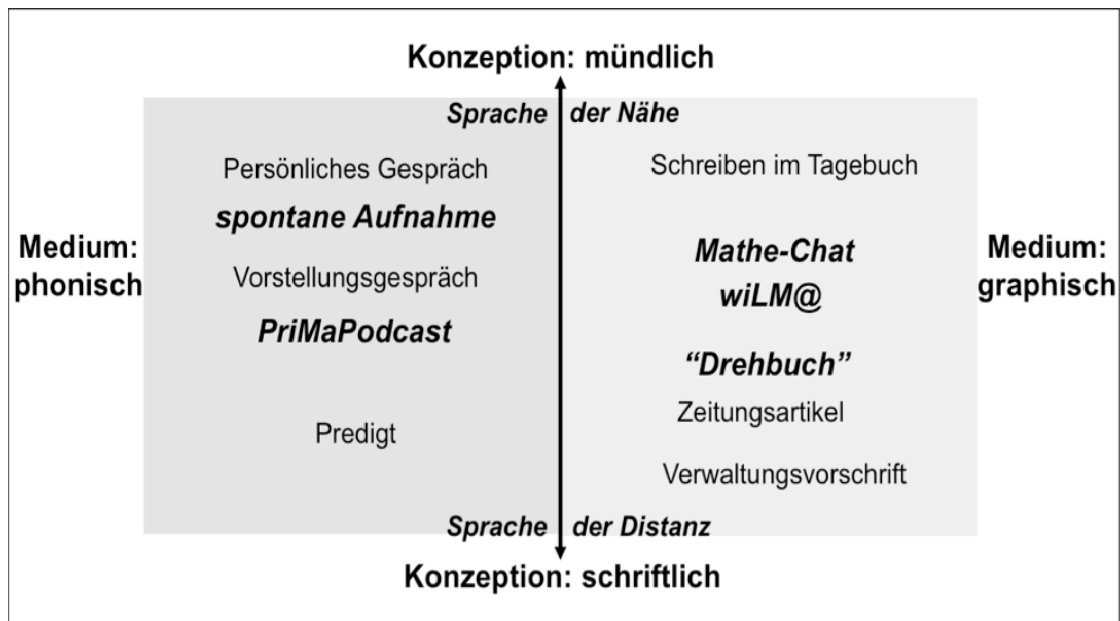 Konzeption: mündlich
Sprache der Nähe
Persönliches Gespräch
Schreiben im Tagebuch
spontane Aufnahme
Medium:
phonisch
Mathe-Chat
wiLM@
Medium:
graphisch
Vorstellungsgespräch
PriMaPodcast
“Drehbuch”
Zeitungsartikel
Predigt
Verwaltungsvorschrift
Sprache der Distanz
Konzeption: schriftlich